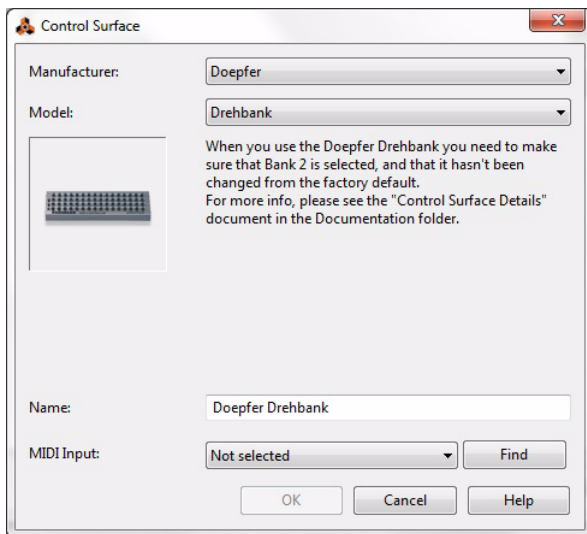 Control Surface
Manufacturer:
Doepfer
Model:
Drehbank
When you use the Doepfer Drehbank you need to make
sure that Bank 2 is selected, and that it hasn't been
changed from the factory default.
For more info, please see the "Control Surface Details"
document in the Documentation folder.
Name:
Doepfer Drehbank
MIDI Input:
Not selected
Find
OK
Cancel
Help